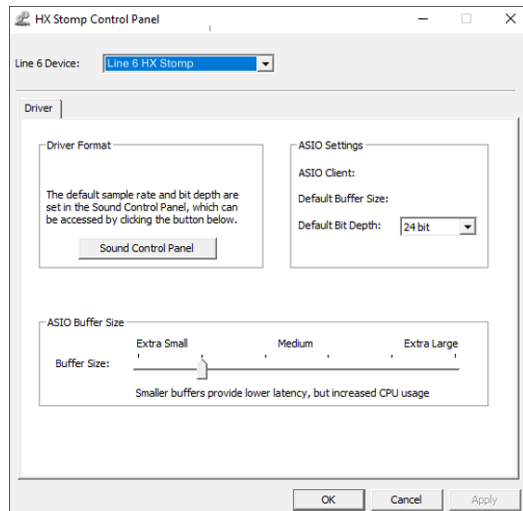 HX Stomp Control Panel
Line 6 Device: Line 6 HX Stomp
Driver
Driver Format
The default sample rate and bit depth are
set in the Sound Control Panel, which can
be accessed by clicking the button below.
Sound Control Panel
ASIO Settings
ASIO Client:
Default Buffer Size:
Default Bit Depth: 24 bit
ASIO Buffer Size
Extra Small Medium Extra Large
Buffer Size:
Smaller buffers provide lower latency, but increased CPU usage
OK Cancel Apply